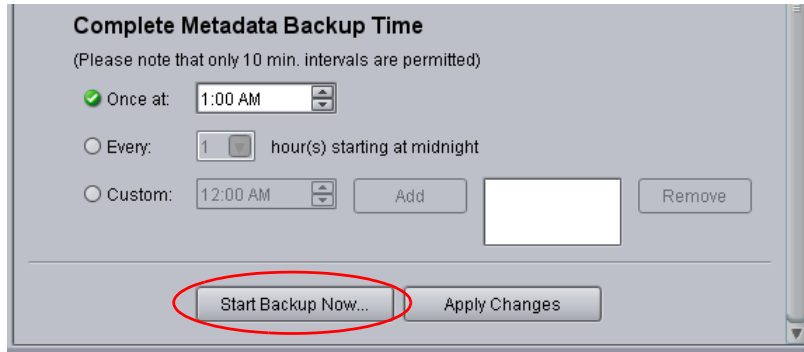 Complete Metadata Backup Time
(Please note that only 10 min. intervals are permitted)
Once at: 1:00 AM
Every: 1 hour(s) starting at midnight
Custom: 12:00 AM Add Remove
Start Backup Now... Apply Changes